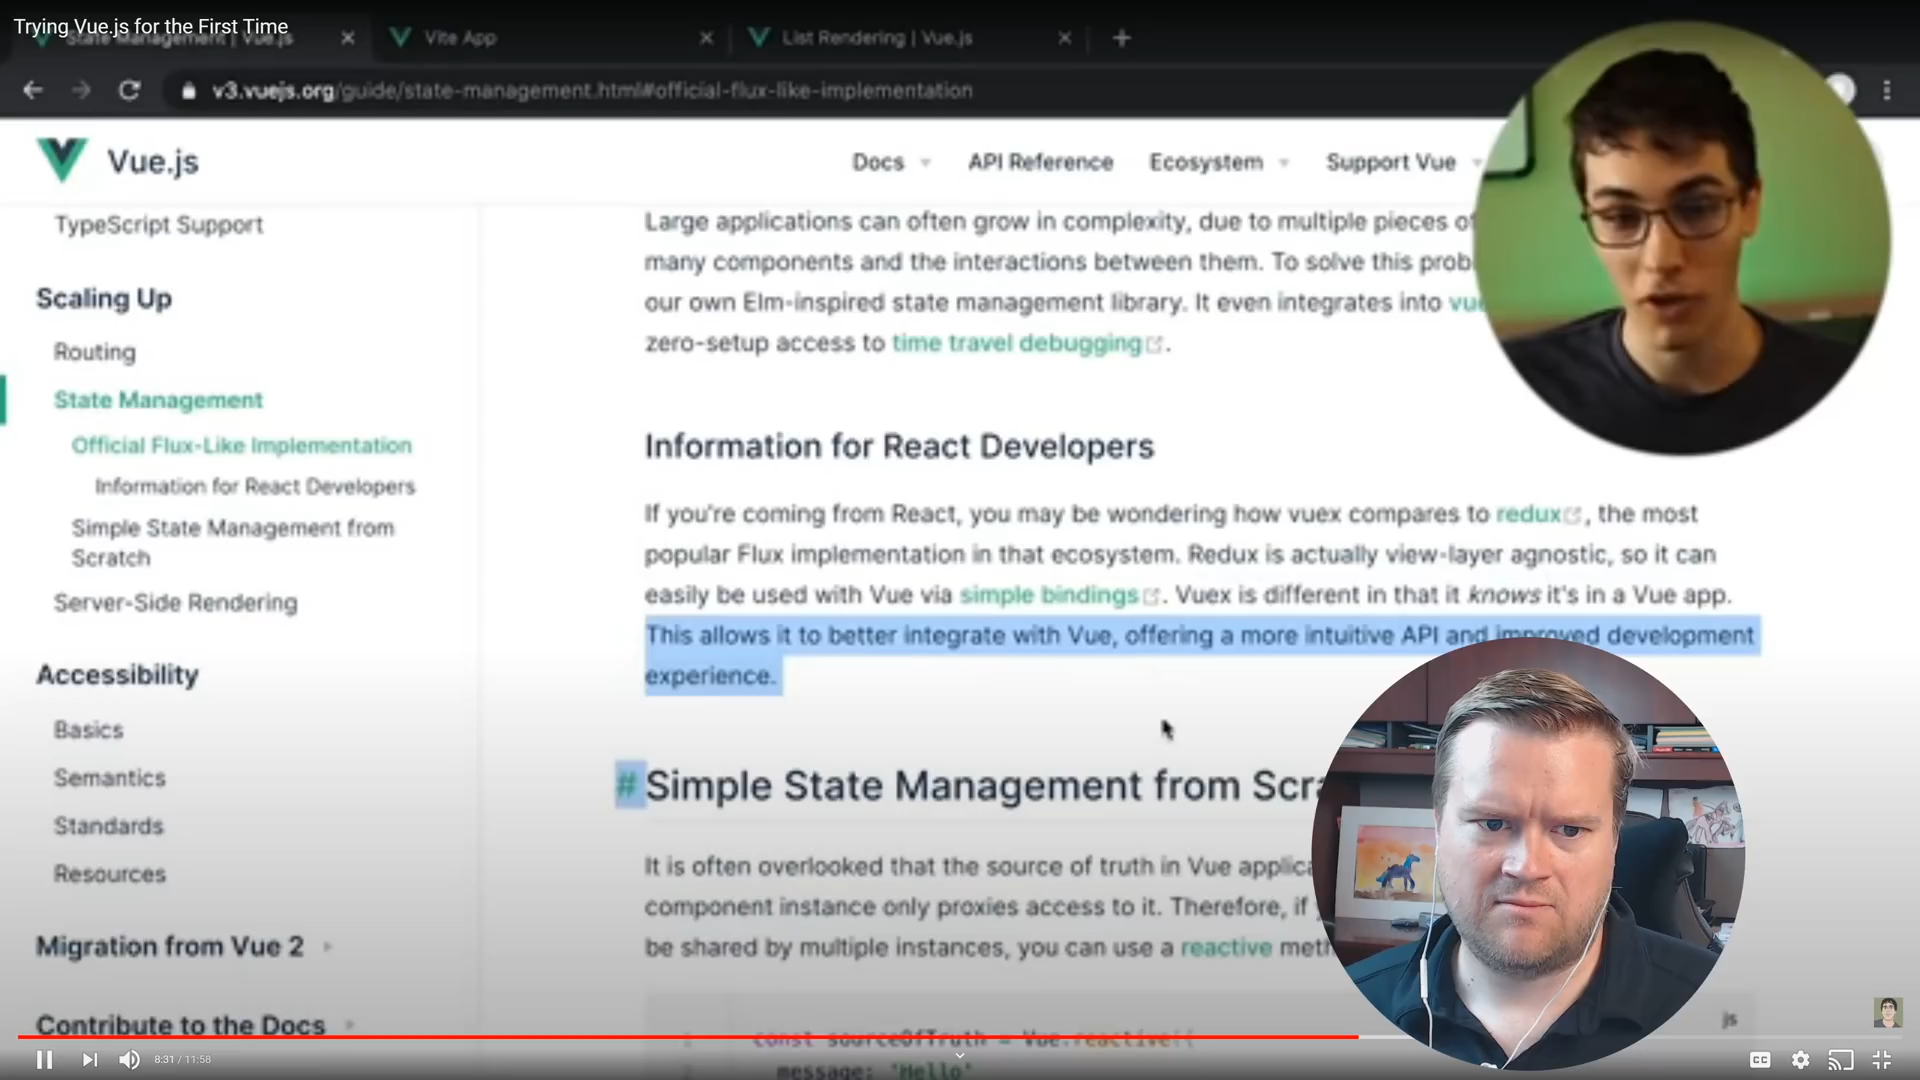 Trying Vue.js for the First Time
State Management | Vue.js
Vite App
List Rendering | Vue.js
v3.vuejs.org/guide/state-management.html#official-flux-like-implementation
Vue.js
Docs
API Reference
Ecosystem
Support Vue
TypeScript Support
Scaling Up
Routing
State Management
Official Flux-Like Implementation
Information for React Developers
Simple State Management from
Scratch
Server-Side Rendering
Accessibility
Basics
Semantics
Standards
Resources
Migration from Vue 2
Contribute to the Docs
Large applications can often grow in complexity, due to multiple pieces of
many components and the interactions between them. To solve this prob
our own Elm-inspired state management library. It even integrates into vue
zero-setup access to time travel debugging.
Information for React Developers
If you're coming from React, you may be wondering how vuex compares to redux, the most
popular Flux implementation in that ecosystem. Redux is actually view-layer agnostic, so it can
easily be used with Vue via simple bindings. Vuex is different in that it knows it's in a Vue app.
This allows it to better integrate with Vue, offering a more intuitive API and improved development
experience.
# Simple State Management from Scra
It is often overlooked that the source of truth in Vue applica
component instance only proxies access to it. Therefore, if
be shared by multiple instances, you can use a reactive meth
js
1 const sourceOfTruth = Vue.reactive({
2 message: 'Hello'
8:31 / 11:58
CC